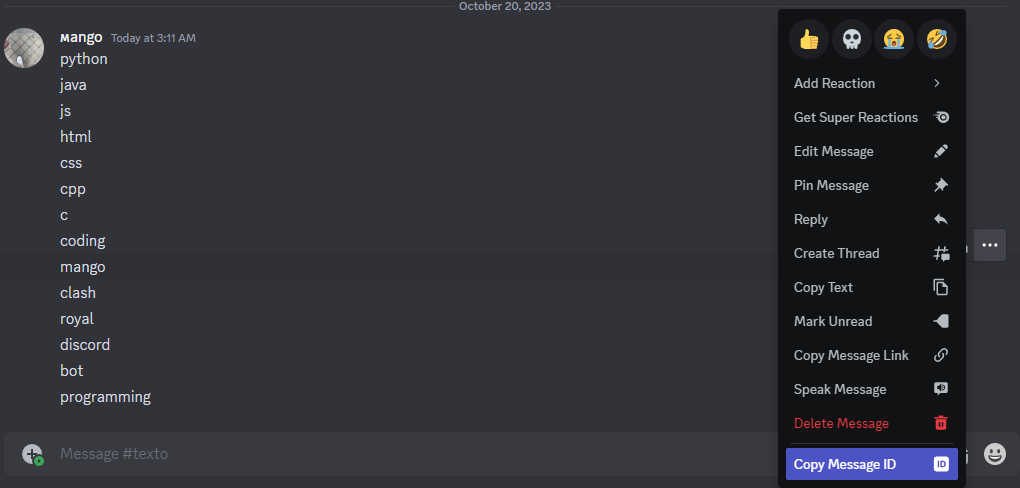 October 20, 2023
Mango Today at 3:11 AM
python
java
js
html
css
cpp
c
coding
mango
clash
royal
discord
bot
programming
Message #texto
Add Reaction
Get Super Reactions
Edit Message
Pin Message
Reply
Create Thread
Copy Text
Mark Unread
Copy Message Link
Speak Message
Delete Message
Copy Message ID ID